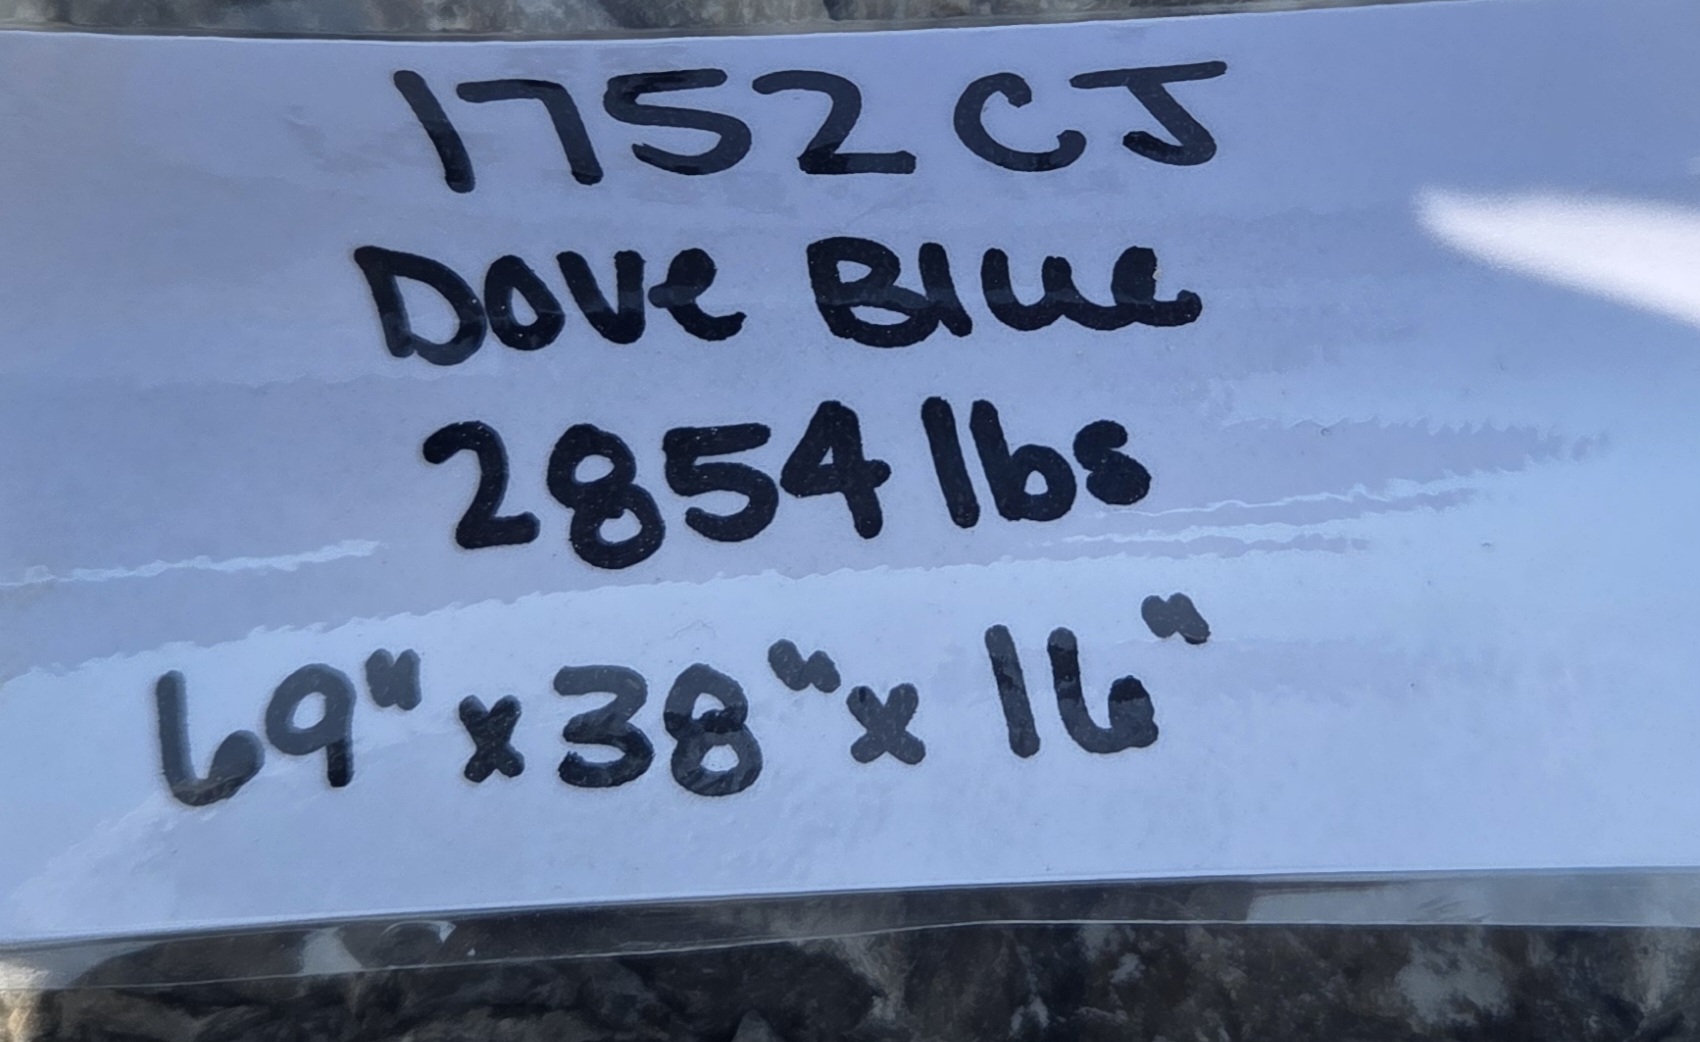 1752 CJ
Dove Blue
2854 lbs
69" x 38" x 16"